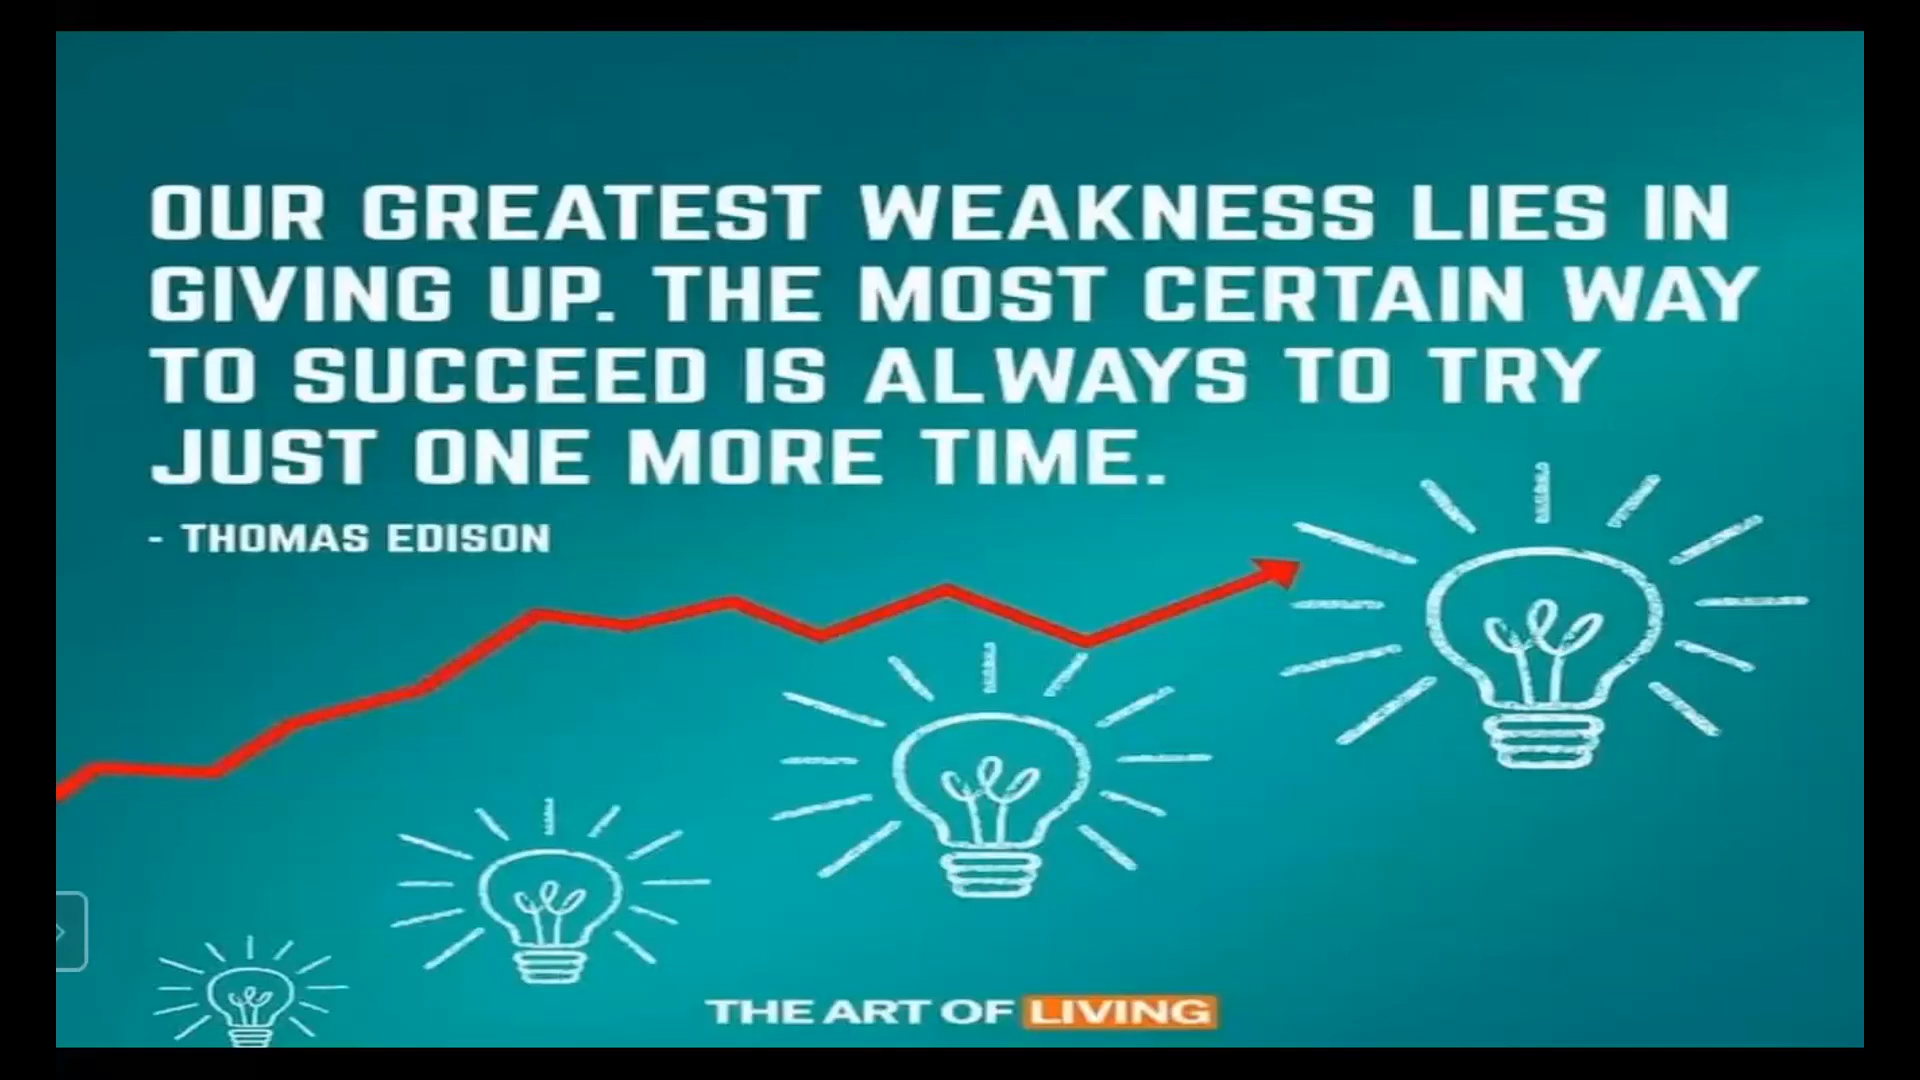 OUR GREATEST WEAKNESS LIES IN
GIVING UP. THE MOST CERTAIN WAY
TO SUCCEED IS ALWAYS TO TRY
JUST ONE MORE TIME.
- THOMAS EDISON
THE ART OF LIVING